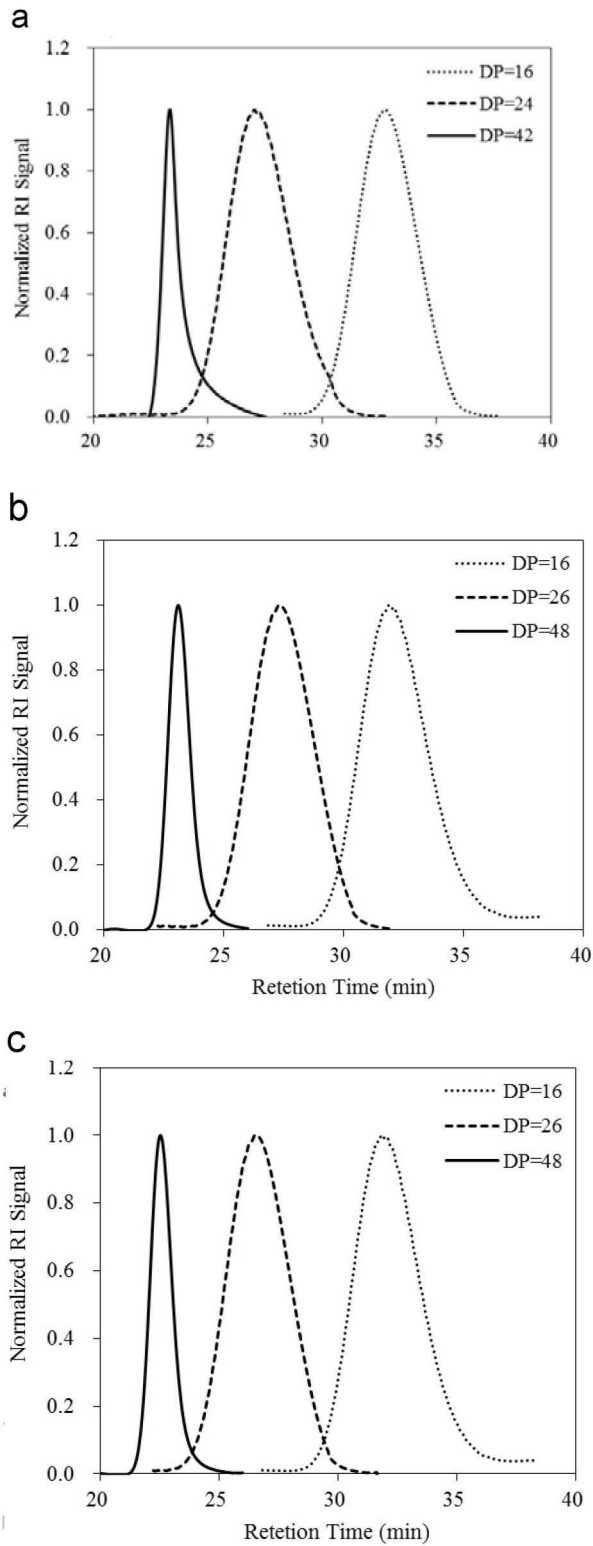 a
1.2
1.0
0.8
0.6
0.4
0.2
0.0
Normalized RI Signal
DP=16
DP=24
DP=42
20 25 30 35 40
b
1.2
1.0
0.8
0.6
0.4
0.2
0.0
Normalized RI Signal
DP=16
DP=26
DP=48
20 25 30 35 40
Retetion Time (min)
c
1.2
1.0
0.8
0.6
0.4
0.2
0.0
Normalized RI Signal
DP=16
DP=26
DP=48
20 25 30 35 40
Retetion Time (min)